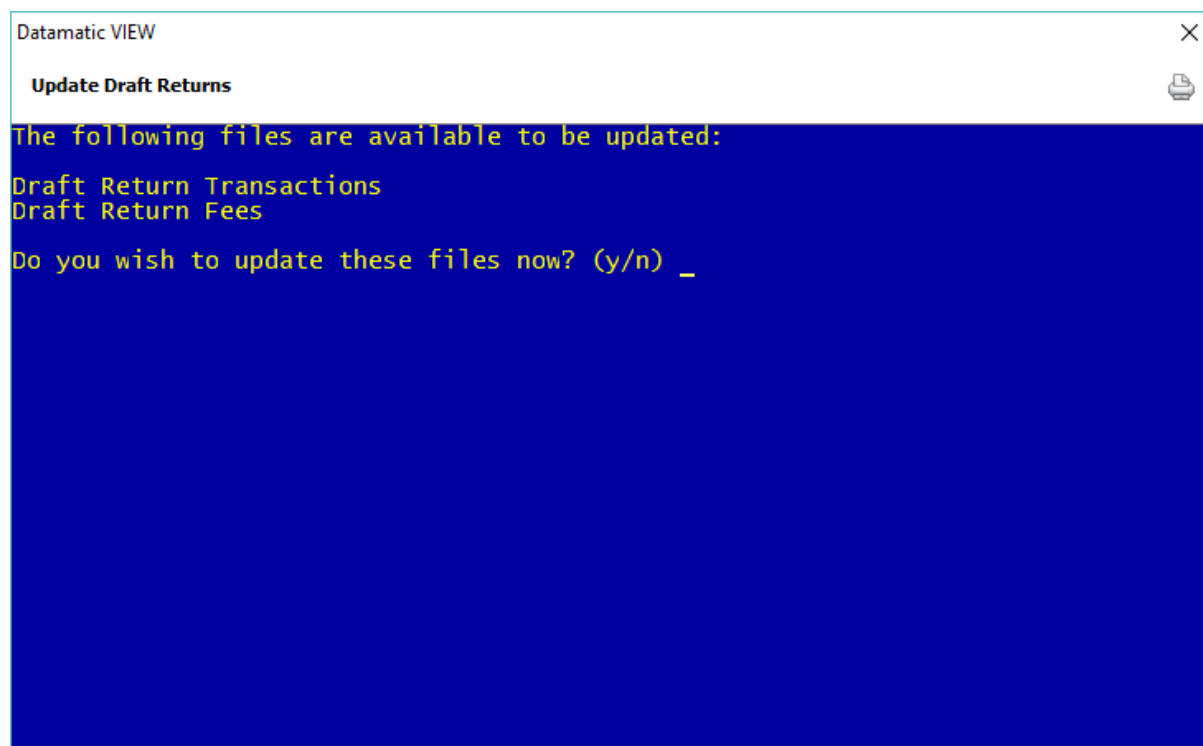 Datamatic VIEW
Update Draft Returns
The following files are available to be updated:
Draft Return Transactions
Draft Return Fees
Do you wish to update these files now? (y/n) _